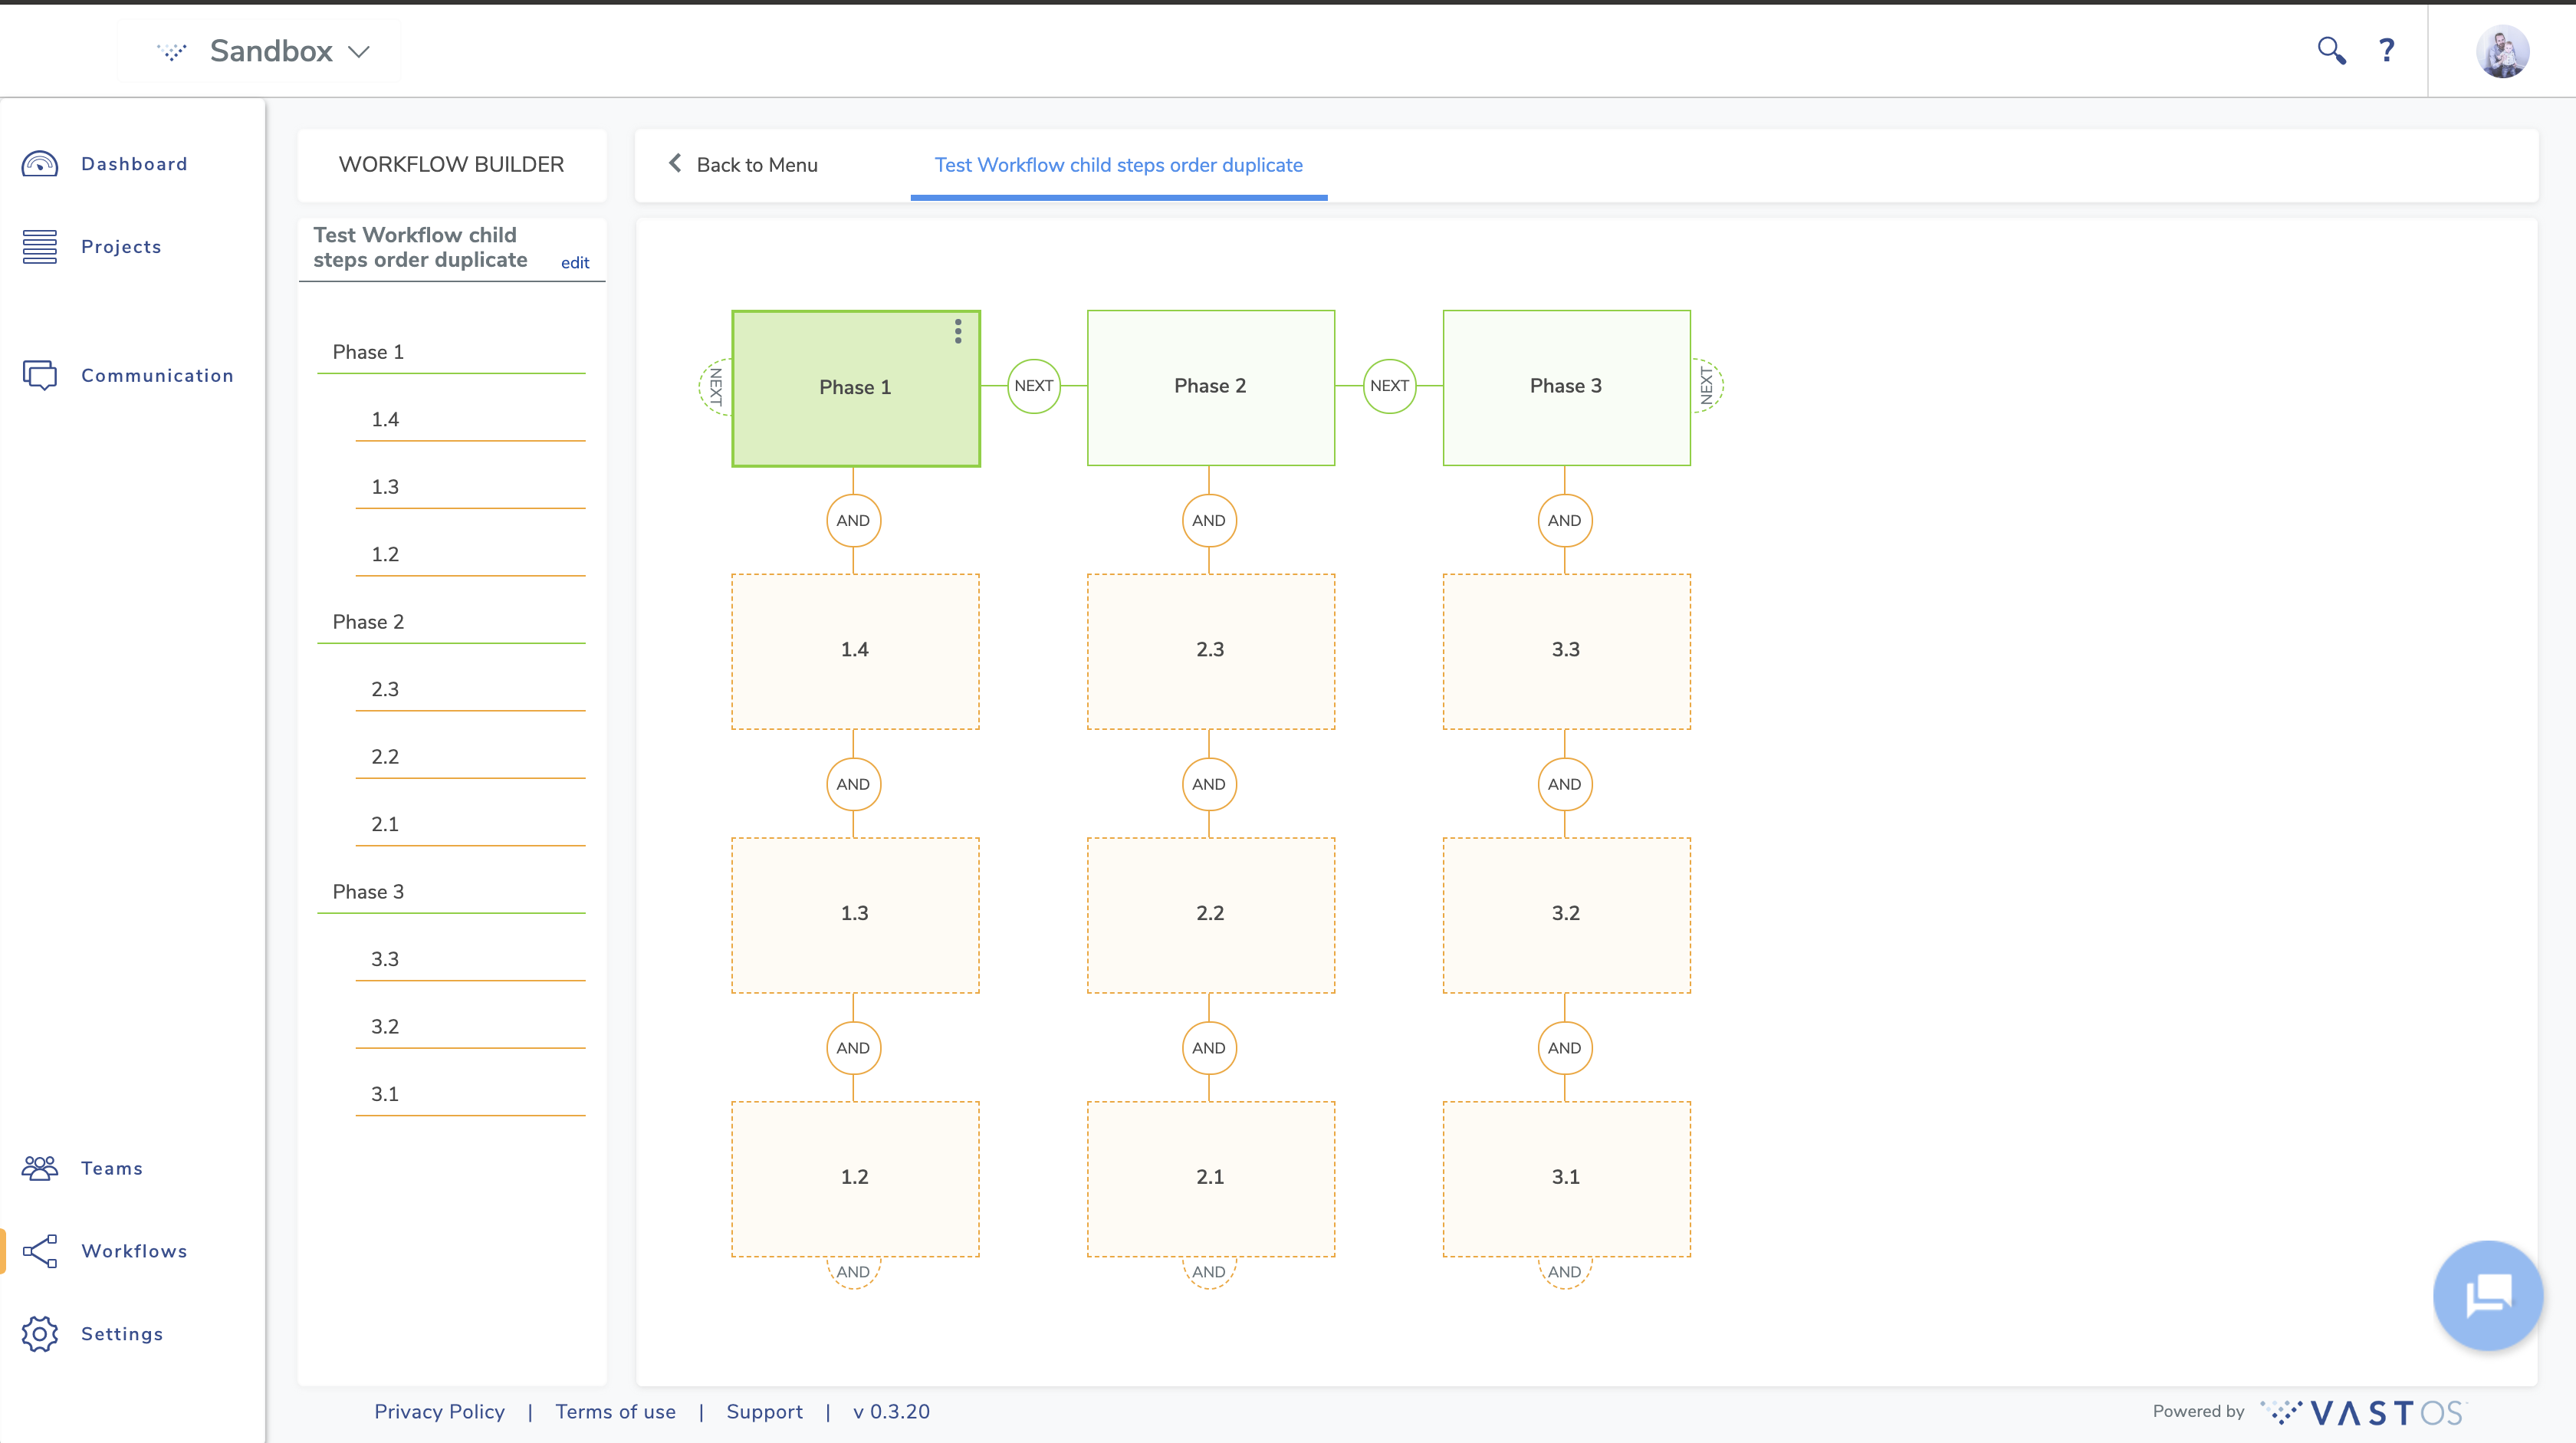 Sandbox
?
Dashboard
Projects
Communication
Teams
Workflows
Settings
WORKFLOW BUILDER
Back to Menu
Test Workflow child steps order duplicate
Test Workflow child
steps order duplicate
edit
Phase 1
1.4
1.3
1.2
Phase 2
2.3
2.2
2.1
Phase 3
3.3
3.2
3.1
NEXT Phase 1 NEXT Phase 2 NEXT Phase 3 NEXT
AND AND AND
1.4 2.3 3.3
AND AND AND
1.3 2.2 3.2
AND AND AND
1.2 2.1 3.1
AND AND AND
Privacy Policy | Terms of use | Support | v 0.3.20
Powered by VASTOS